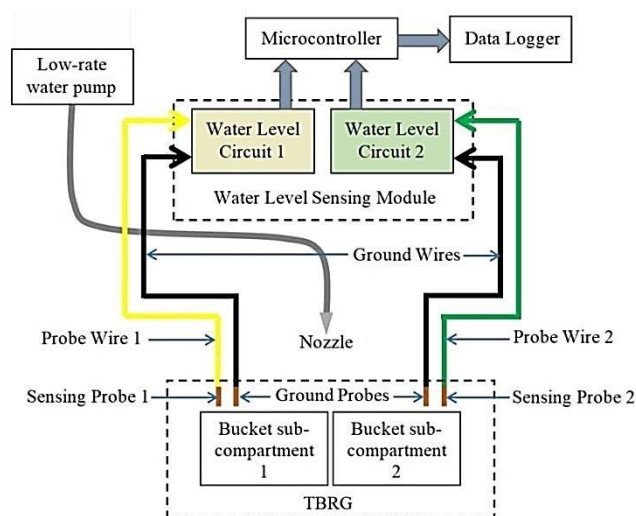 Microcontroller
Data Logger
Low-rate
water pump
Water Level
Circuit 1
Water Level
Circuit 2
Water Level Sensing Module
Ground Wires
Probe Wire 1
Nozzle
Probe Wire 2
Sensing Probe 1
Ground Probes
Sensing Probe 2
Bucket sub-
compartment
1
Bucket sub-
compartment
2
TBRG